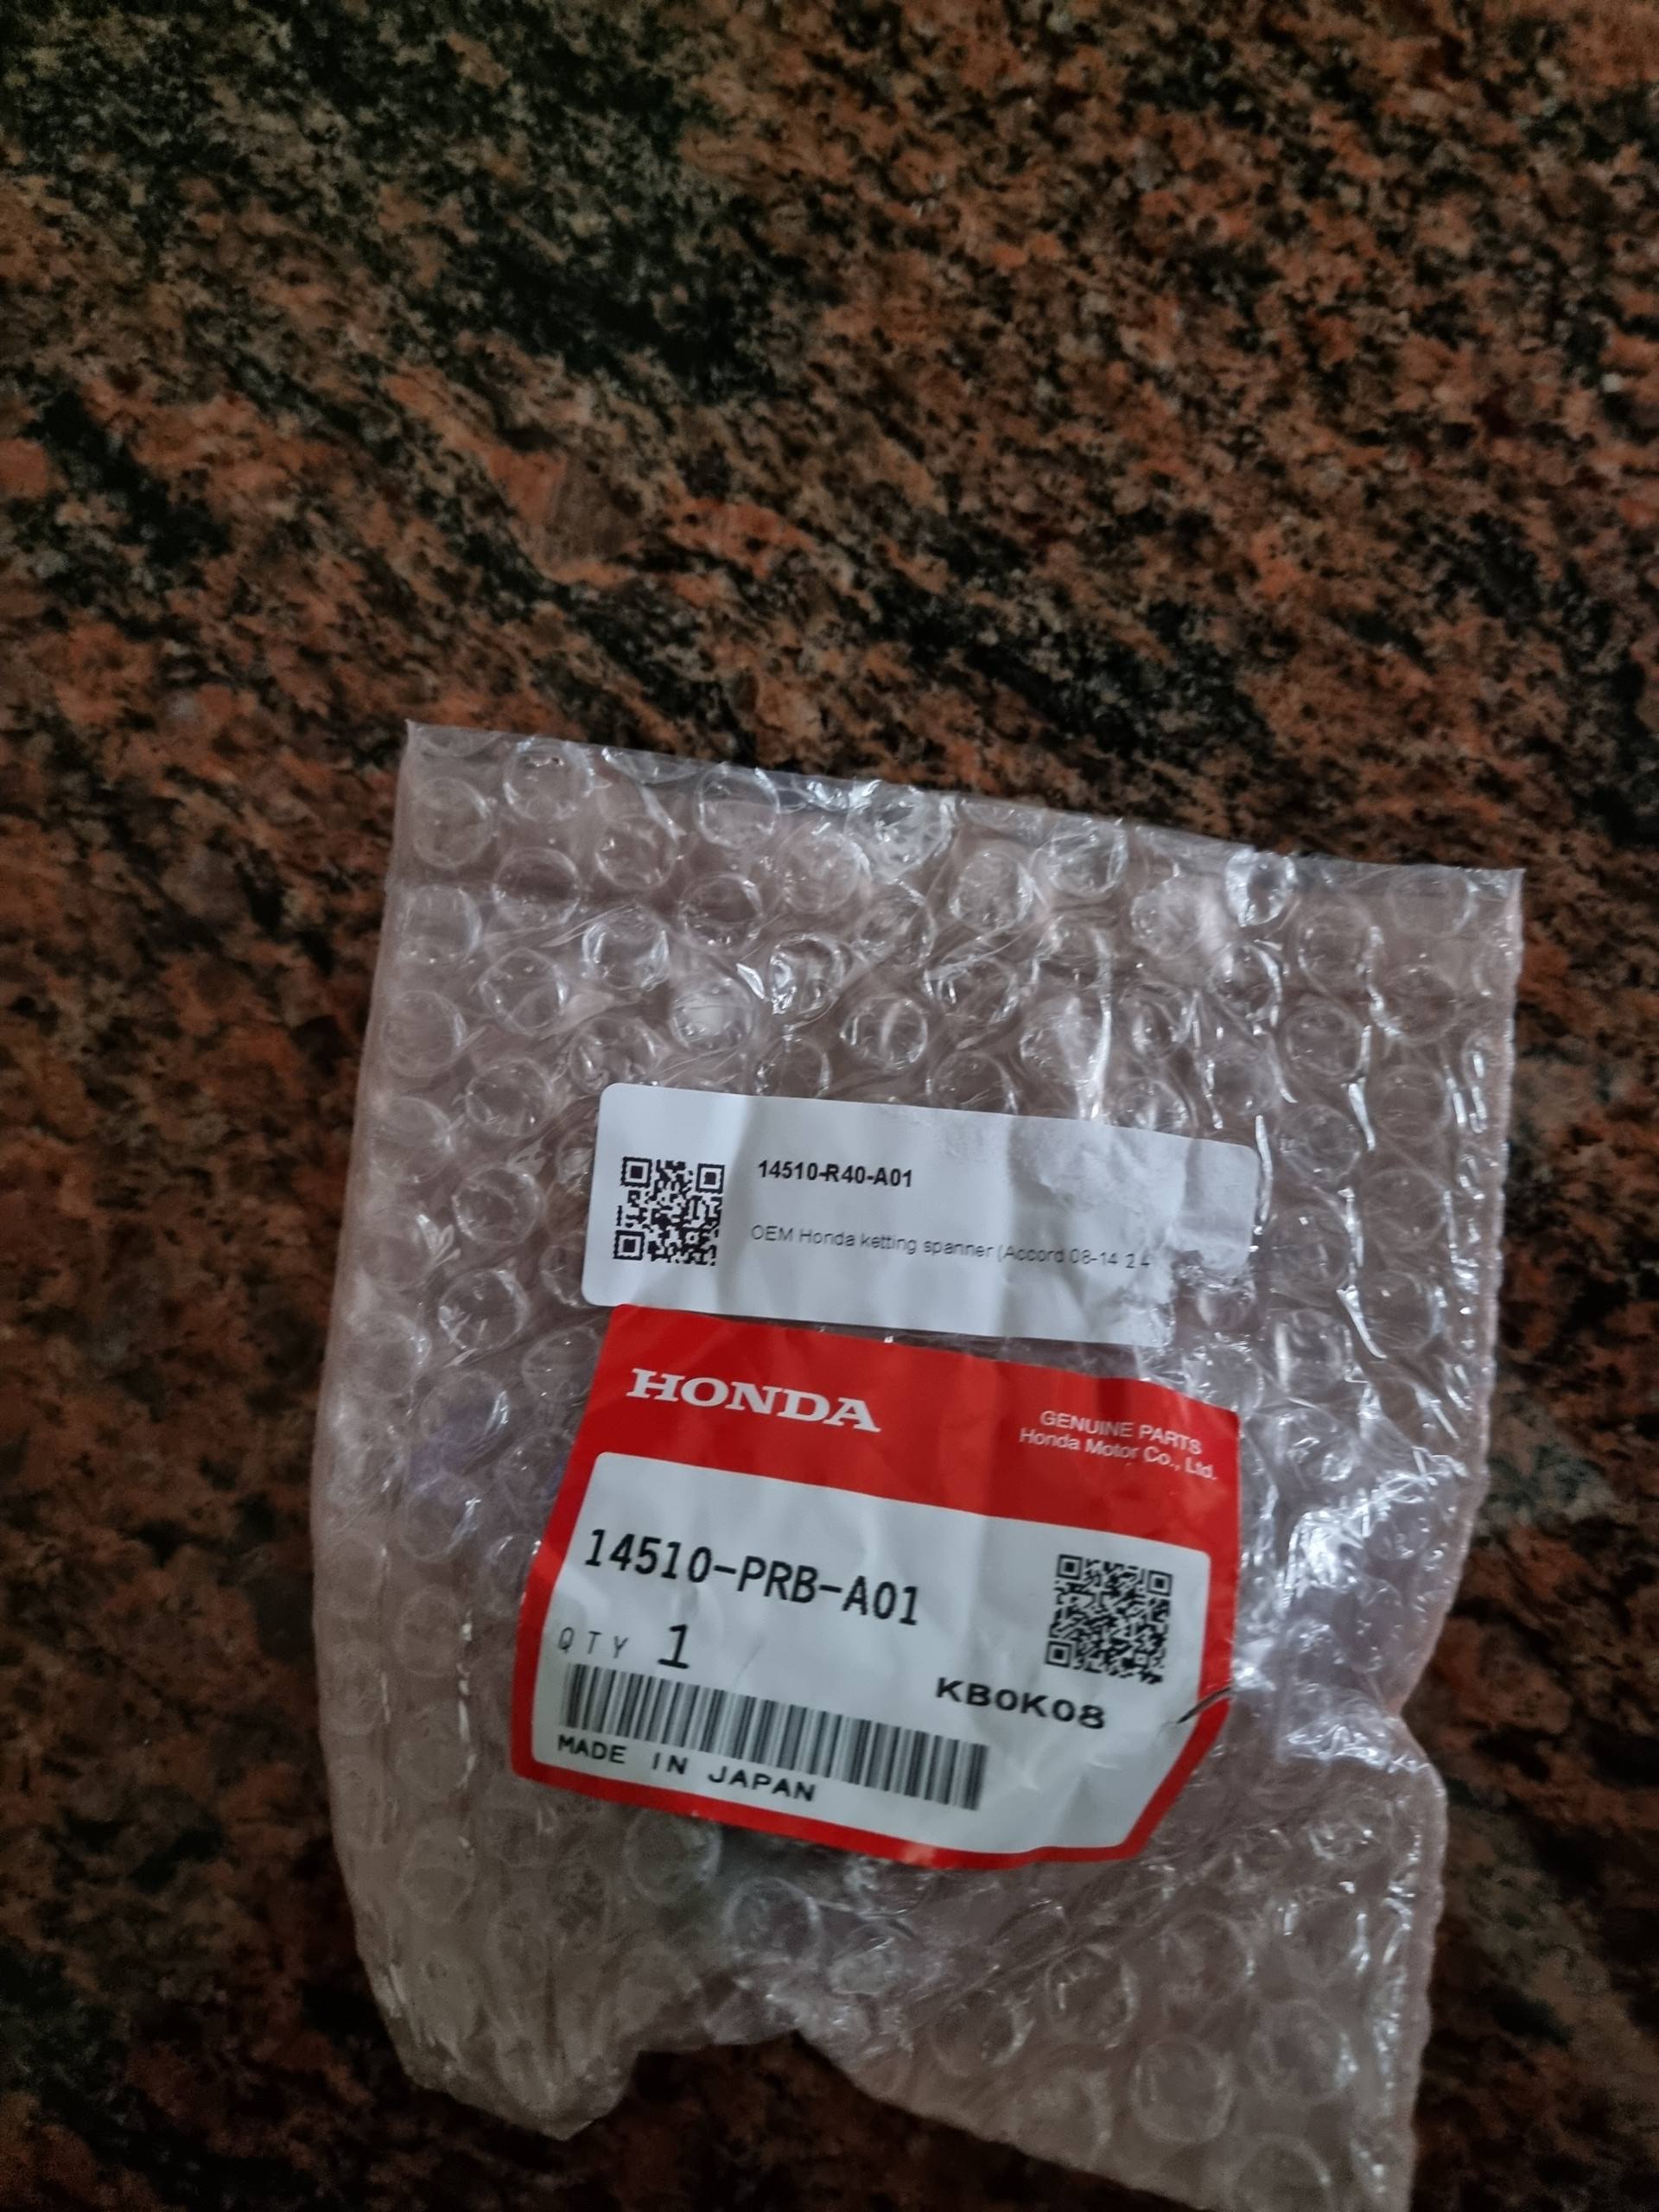 14510-R40-A01
OEM Honda ketting spanner (Accord 08-14 2.4
HONDA
GENUINE PARTS
Honda Motor Co., Ltd.
14510-PRB-A01
QTY 1
KB0K08
MADE IN JAPAN